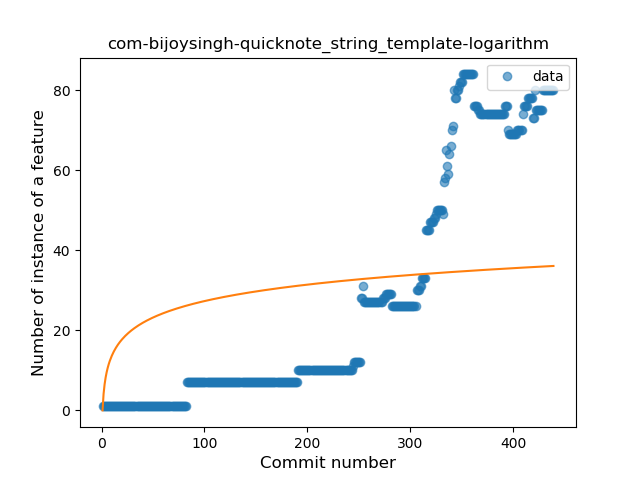 com-bijoysingh-quicknote_string_template-logarithm
data
Number of instance of a feature
80
60
40
20
0
0 100 200 300 400
Commit number